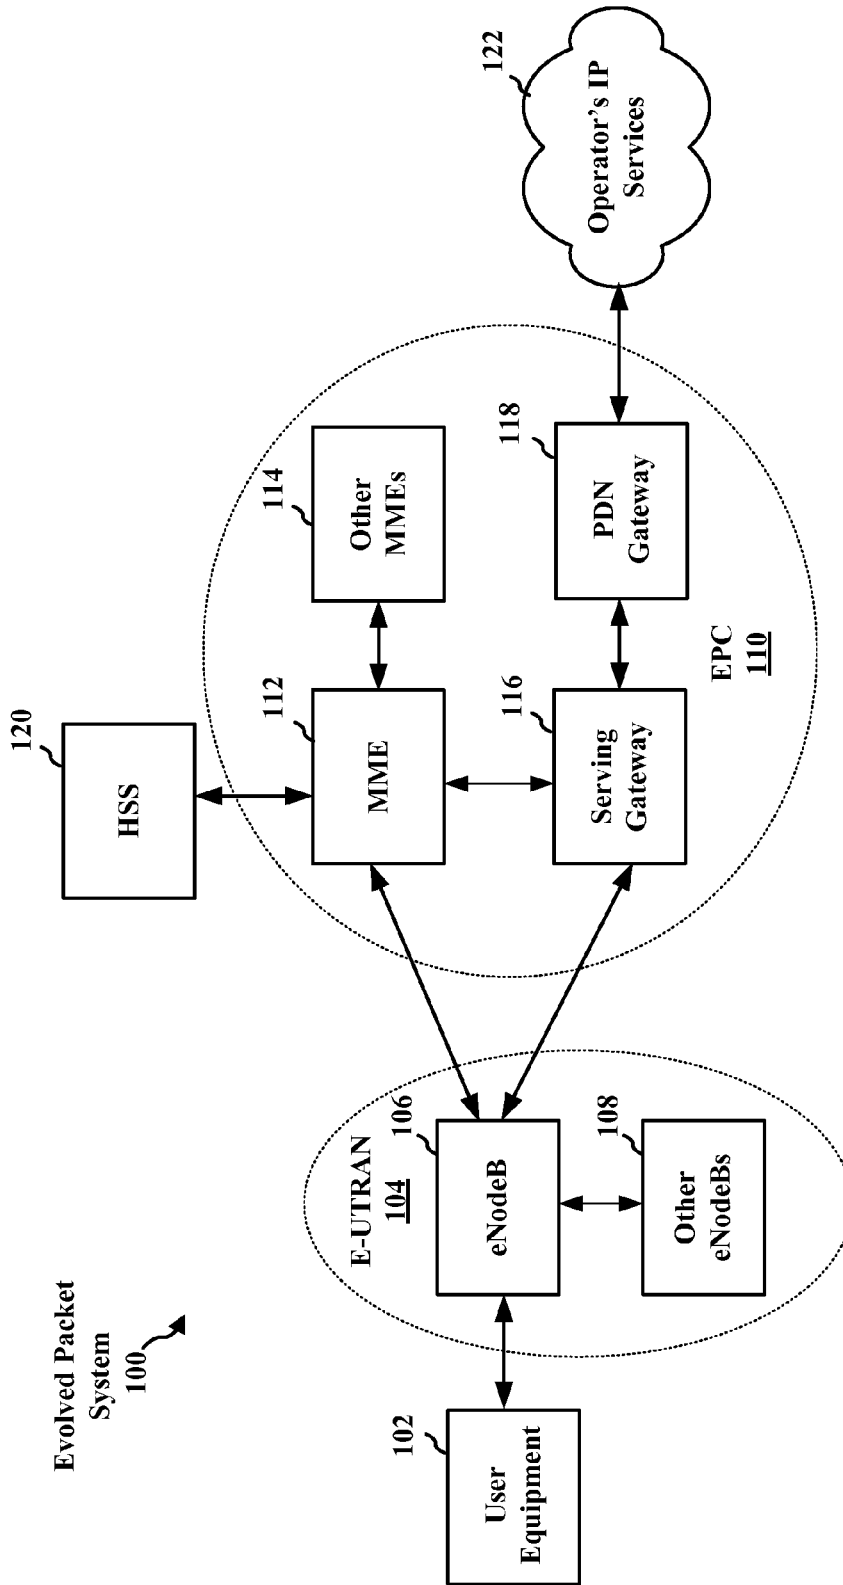 Evolved Packet
System
100
HSS
120
E-UTRAN
104
User
Equipment
102
eNodeB
106
Other
eNodeBs
108
MME
112
Other
MMEs
114
Serving
Gateway
116
PDN
Gateway
118
EPC
110
Operator's IP
Services
122